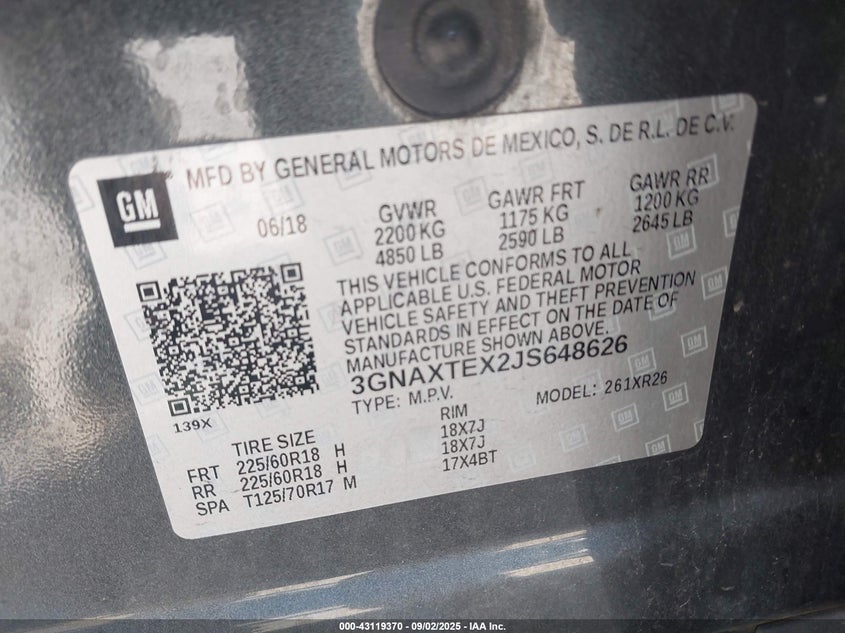 MFD BY GENERAL MOTORS DE MEXICO, S. DE R.L. DE C.V.
GM
06/18
GVWR GAWR FRT GAWR RR
2200 KG 1175 KG 1200 KG
4850 LB 2590 LB 2645 LB
THIS VEHICLE CONFORMS TO ALL
APPLICABLE U.S. FEDERAL MOTOR
VEHICLE SAFETY AND THEFT PREVENTION
STANDARDS IN EFFECT ON THE DATE OF
MANUFACTURE SHOWN ABOVE.
3GNAXTEX2JS648626
TYPE: M.P.V. MODEL: 261XR26
139X
TIRE SIZE RIM
FRT 225/60R18 H 18X7J
RR 225/60R18 H 18X7J
SPA T125/70R17 M 17X4BT
000-43119370 - 09/02/2025 - IAA Inc.